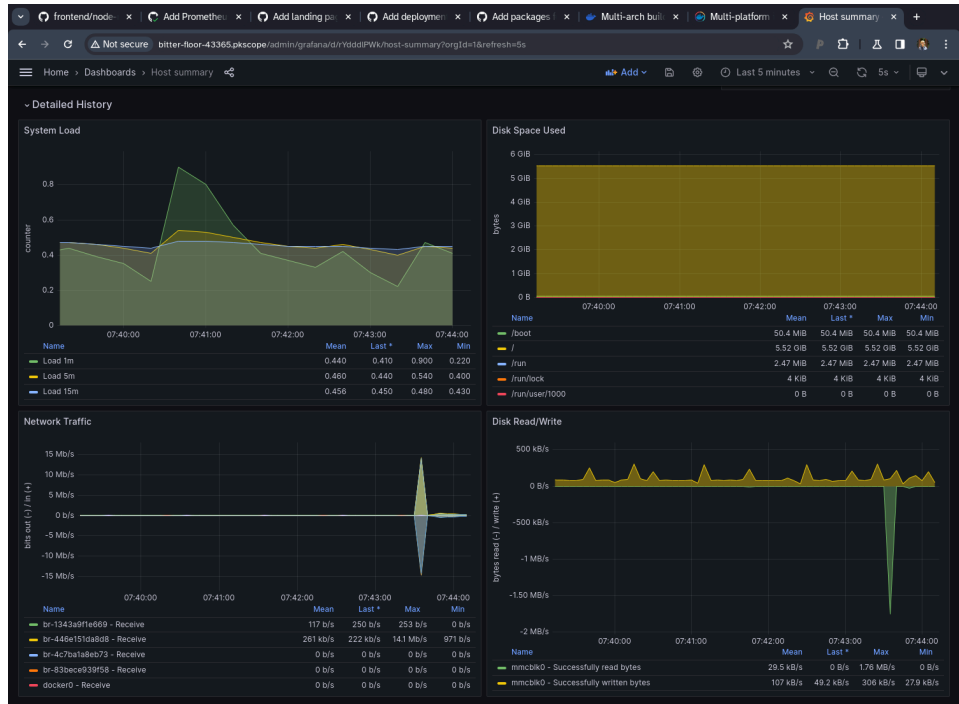 frontend/node-
Add Prometheu
Add landing pag
Add deploymen
Add packages t
Multi-arch buil
Multi-platform
Host summary
Not secure bitter-floor-43365.pkscope/admin/grafana/d/rYdddlPWk/host-summary?orgId=1&refresh=5s
Home > Dashboards > Host summary
Add
Last 5 minutes
5s
Detailed History
System Load
0.8
0.6
0.4
0.2
0
counter
07:40:00 07:41:00 07:42:00 07:43:00 07:44:00
Name Mean Last * Max Min
Load 1m 0.440 0.410 0.900 0.220
Load 5m 0.460 0.440 0.540 0.400
Load 15m 0.456 0.450 0.480 0.430
Disk Space Used
6 GiB
5 GiB
4 GiB
3 GiB
2 GiB
1 GiB
0 B
bytes
07:40:00 07:41:00 07:42:00 07:43:00 07:44:00
Name Mean Last * Max Min
/boot 50.4 MiB 50.4 MiB 50.4 MiB 50.4 MiB
/ 5.52 GiB 5.52 GiB 5.52 GiB 5.52 GiB
/run 2.47 MiB 2.47 MiB 2.47 MiB 2.47 MiB
/run/lock 4 KiB 4 KiB 4 KiB 4 KiB
/run/user/1000 0 B 0 B 0 B 0 B
Network Traffic
15 Mb/s
10 Mb/s
5 Mb/s
0 b/s
-5 Mb/s
-10 Mb/s
-15 Mb/s
bits out (-) / in (+)
07:40:00 07:41:00 07:42:00 07:43:00 07:44:00
Name Mean Last * Max Min
br-1343a9f1e669 - Receive 117 b/s 250 b/s 253 b/s 0 b/s
br-446e151da8d8 - Receive 261 kb/s 222 kb/s 14.1 Mb/s 971 b/s
br-4c7ba1a8eb73 - Receive 0 b/s 0 b/s 0 b/s 0 b/s
br-83bece939f58 - Receive 0 b/s 0 b/s 0 b/s 0 b/s
docker0 - Receive 0 b/s 0 b/s 0 b/s 0 b/s
Disk Read/Write
500 kB/s
0 B/s
-500 kB/s
-1 MB/s
-1.50 MB/s
-2 MB/s
bytes read (-) / write (+)
07:40:00 07:41:00 07:42:00 07:43:00 07:44:00
Name Mean Last * Max Min
mmcblk0 - Successfully read bytes 29.5 kB/s 0 B/s 1.76 MB/s 0 B/s
mmcblk0 - Successfully written bytes 107 kB/s 49.2 kB/s 306 kB/s 27.9 kB/s